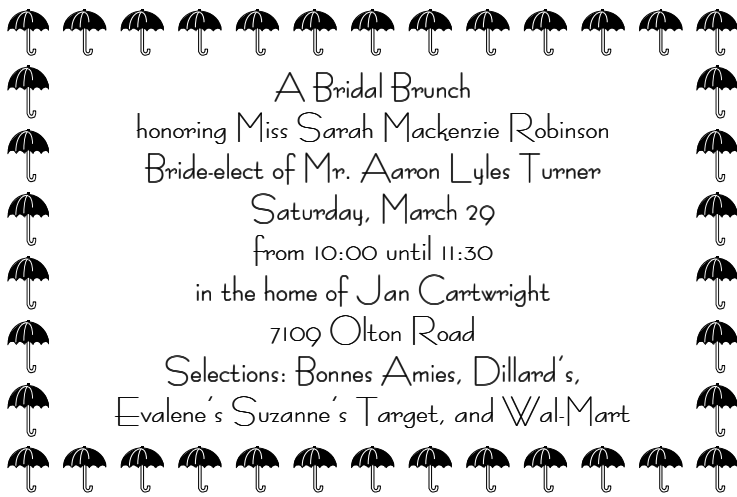 A Bridal Brunch
honoring Miss Sarah Mackenzie Robinson
Bride-elect of Mr. Aaron Lyles Turner
Saturday, March 29
from 10:00 until 11:30
in the home of Jan Cartwright
7109 Olton Road
Selections: Bonnes Amies, Dillard's,
Evalene's Suzanne's Target, and Wal-Mart